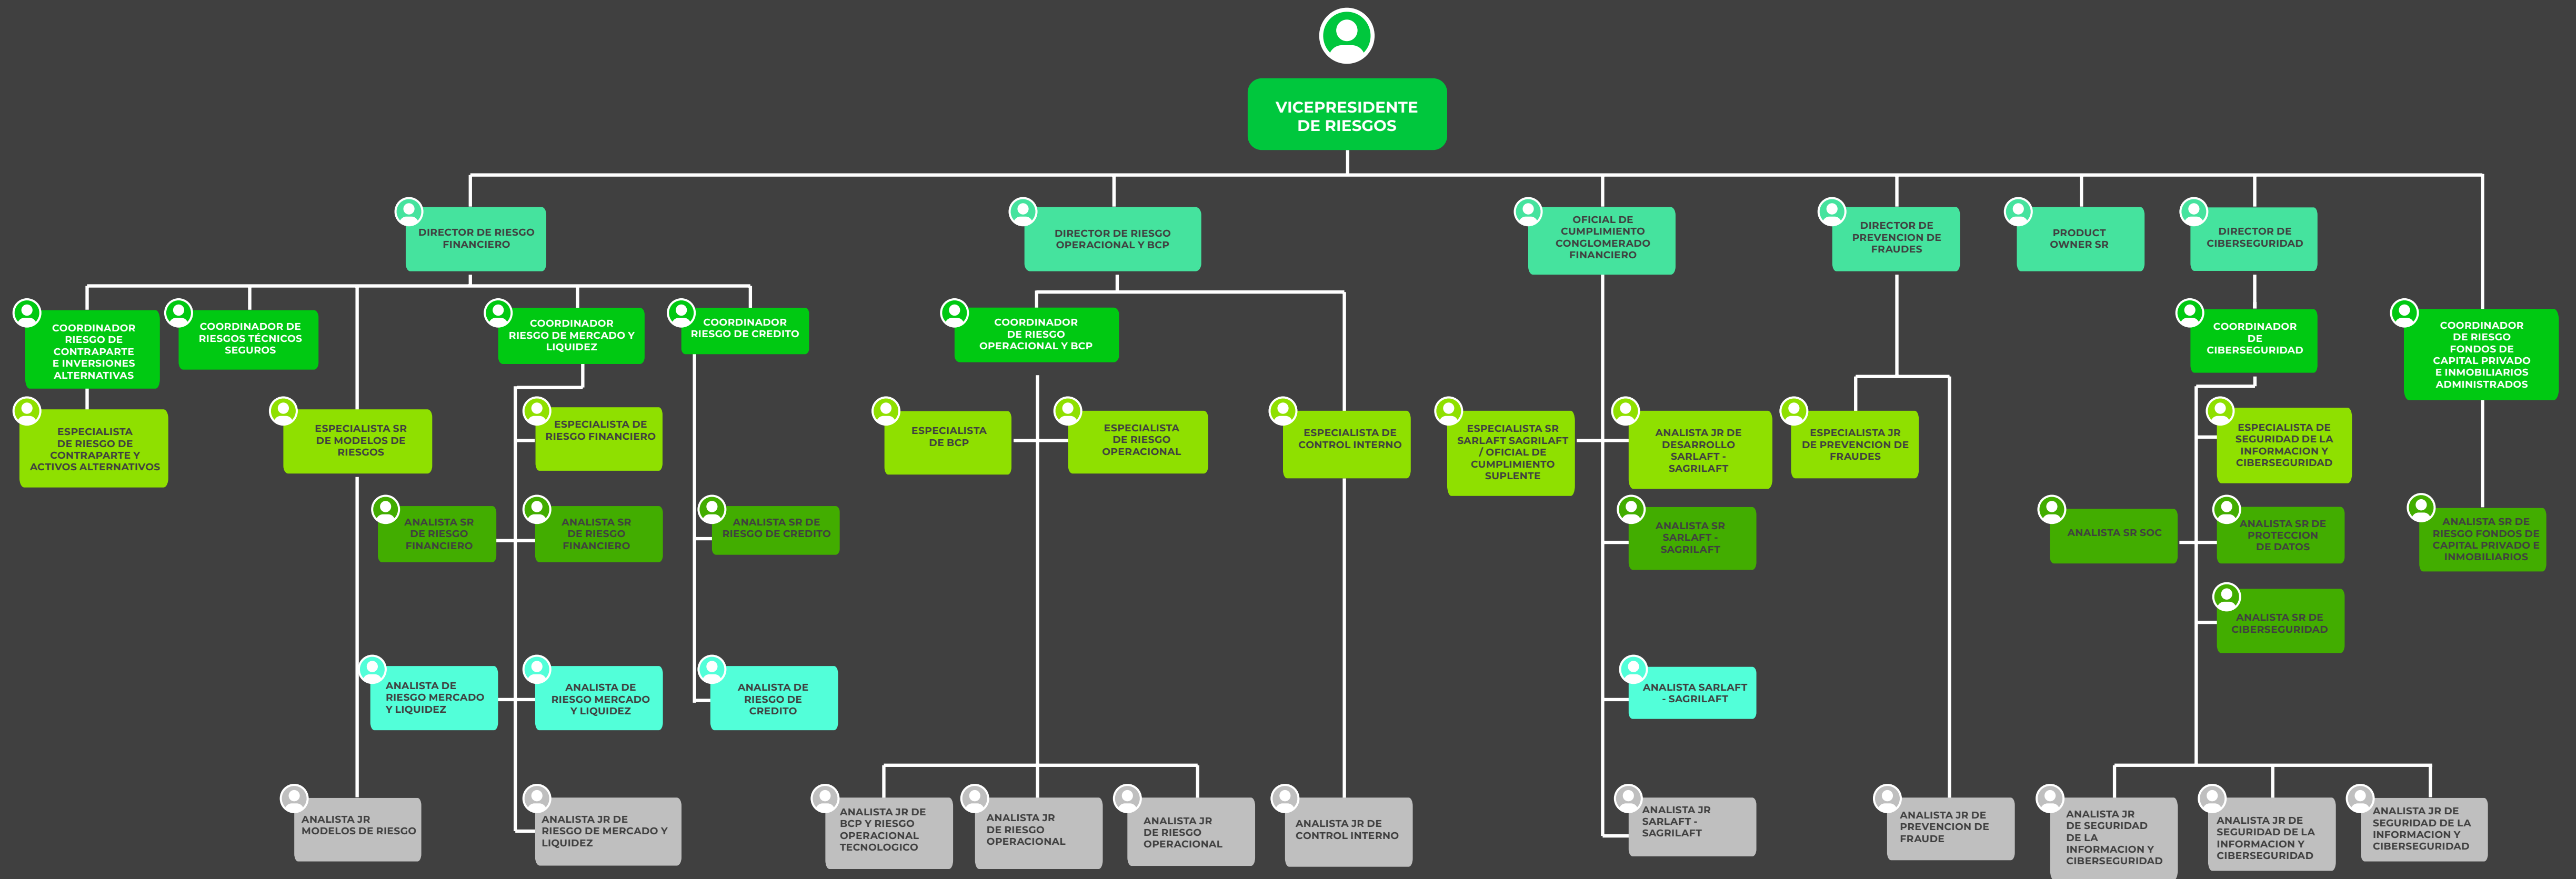 VICEPRESIDENTE
DE RIESGOS
DIRECTOR DE RIESGO
FINANCIERO
DIRECTOR DE RIESGO
OPERACIONAL Y BCP
OFICIAL DE
CUMPLIMIENTO
CONGLOMERADO
FINANCIERO
DIRECTOR DE
PREVENCION DE
FRAUDES
PRODUCT
OWNER SR
DIRECTOR DE
CIBERSEGURIDAD
COORDINADOR
RIESGO DE
CONTRAPARTE
E INVERSIONES
ALTERNATIVAS
COORDINADOR DE
RIESGOS TÉCNICOS
SEGUROS
COORDINADOR
RIESGO DE MERCADO Y
LIQUIDEZ
COORDINADOR
RIESGO DE CREDITO
COORDINADOR
DE RIESGO
OPERACIONAL Y BCP
COORDINADOR
DE
CIBERSEGURIDAD
COORDINADOR
DE RIESGO
FONDOS DE
CAPITAL PRIVADO
E INMOBILIARIOS
ADMINISTRADOS
ESPECIALISTA
DE RIESGO DE
CONTRAPARTE Y
ACTIVOS ALTERNATIVOS
ESPECIALISTA SR
DE MODELOS DE
RIESGOS
ESPECIALISTA DE
RIESGO FINANCIERO
ESPECIALISTA
DE BCP
ESPECIALISTA
DE RIESGO
OPERACIONAL
ESPECIALISTA DE
CONTROL INTERNO
ESPECIALISTA SR
SARLAFT SAGRILAFT
/ OFICIAL DE
CUMPLIMIENTO
SUPLENTE
ANALISTA JR DE
DESARROLLO
SARLAFT -
SAGRILAFT
ESPECIALISTA JR
DE PREVENCION DE
FRAUDES
ESPECIALISTA DE
SEGURIDAD DE LA
INFORMACION Y
CIBERSEGURIDAD
ANALISTA SR
DE RIESGO
FINANCIERO
ANALISTA SR
DE RIESGO
FINANCIERO
ANALISTA SR DE
RIESGO DE CREDITO
ANALISTA SR
SARLAFT -
SAGRILAFT
ANALISTA SR SOC
ANALISTA SR DE
PROTECCION
DE DATOS
ANALISTA SR DE
RIESGO FONDOS DE
CAPITAL PRIVADO E
INMOBILIARIOS
ANALISTA SR DE
CIBERSEGURIDAD
ANALISTA DE
RIESGO MERCADO
Y LIQUIDEZ
ANALISTA DE
RIESGO MERCADO
Y LIQUIDEZ
ANALISTA DE
RIESGO DE
CREDITO
ANALISTA SARLAFT
- SAGRILAFT
ANALISTA JR
MODELOS DE RIESGO
ANALISTA JR DE
RIESGO DE MERCADO Y
LIQUIDEZ
ANALISTA JR DE
BCP Y RIESGO
OPERACIONAL
TECNOLOGICO
ANALISTA JR
DE RIESGO
OPERACIONAL
ANALISTA JR
DE RIESGO
OPERACIONAL
ANALISTA JR DE
CONTROL INTERNO
ANALISTA JR
SARLAFT -
SAGRILAFT
ANALISTA JR DE
PREVENCION DE
FRAUDE
ANALISTA JR
DE SEGURIDAD
DE LA
INFORMACION Y
CIBERSEGURIDAD
ANALISTA JR DE
SEGURIDAD DE LA
INFORMACION Y
CIBERSEGURIDAD
ANALISTA JR DE
SEGURIDAD DE LA
INFORMACION Y
CIBERSEGURIDAD